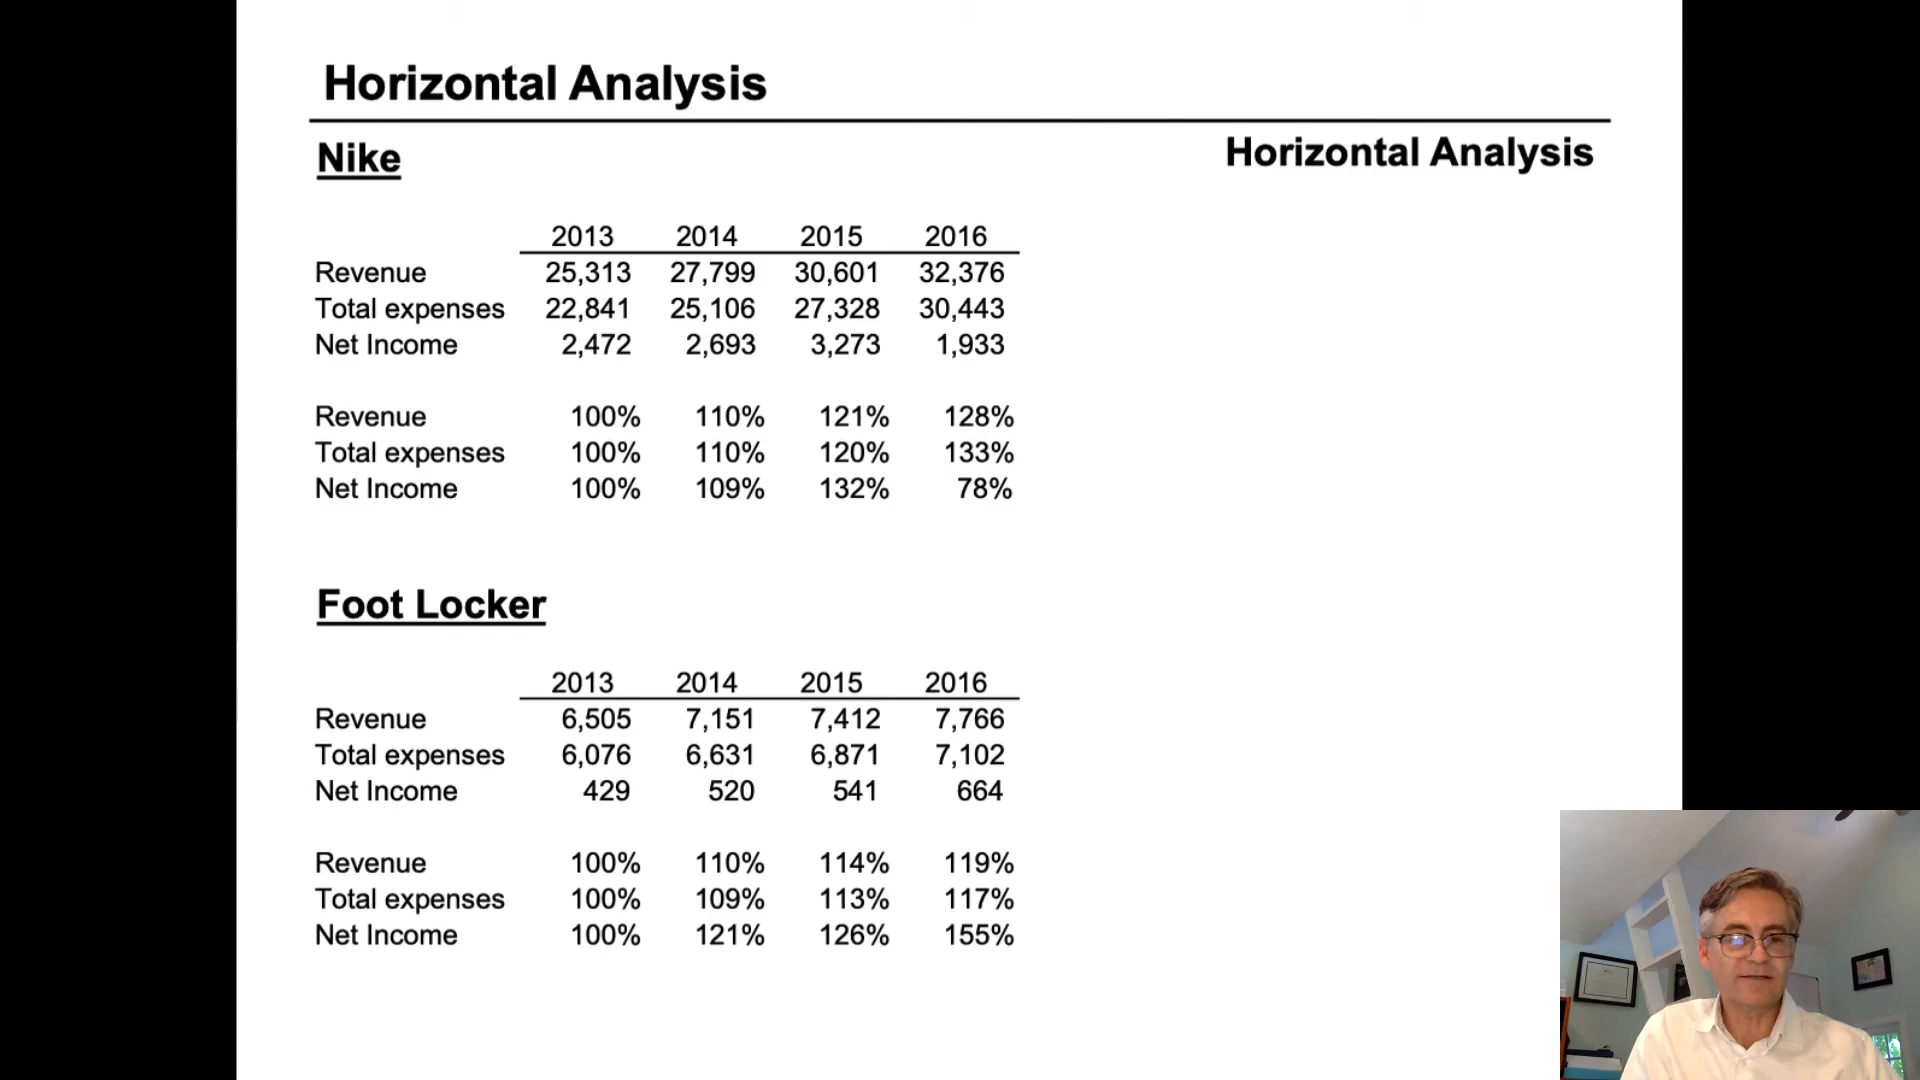 Horizontal Analysis
Nike
Horizontal Analysis
2013 2014 2015 2016
Revenue 25,313 27,799 30,601 32,376
Total expenses 22,841 25,106 27,328 30,443
Net Income 2,472 2,693 3,273 1,933
Revenue 100% 110% 121% 128%
Total expenses 100% 110% 120% 133%
Net Income 100% 109% 132% 78%
Foot Locker
2013 2014 2015 2016
Revenue 6,505 7,151 7,412 7,766
Total expenses 6,076 6,631 6,871 7,102
Net Income 429 520 541 664
Revenue 100% 110% 114% 119%
Total expenses 100% 109% 113% 117%
Net Income 100% 121% 126% 155%